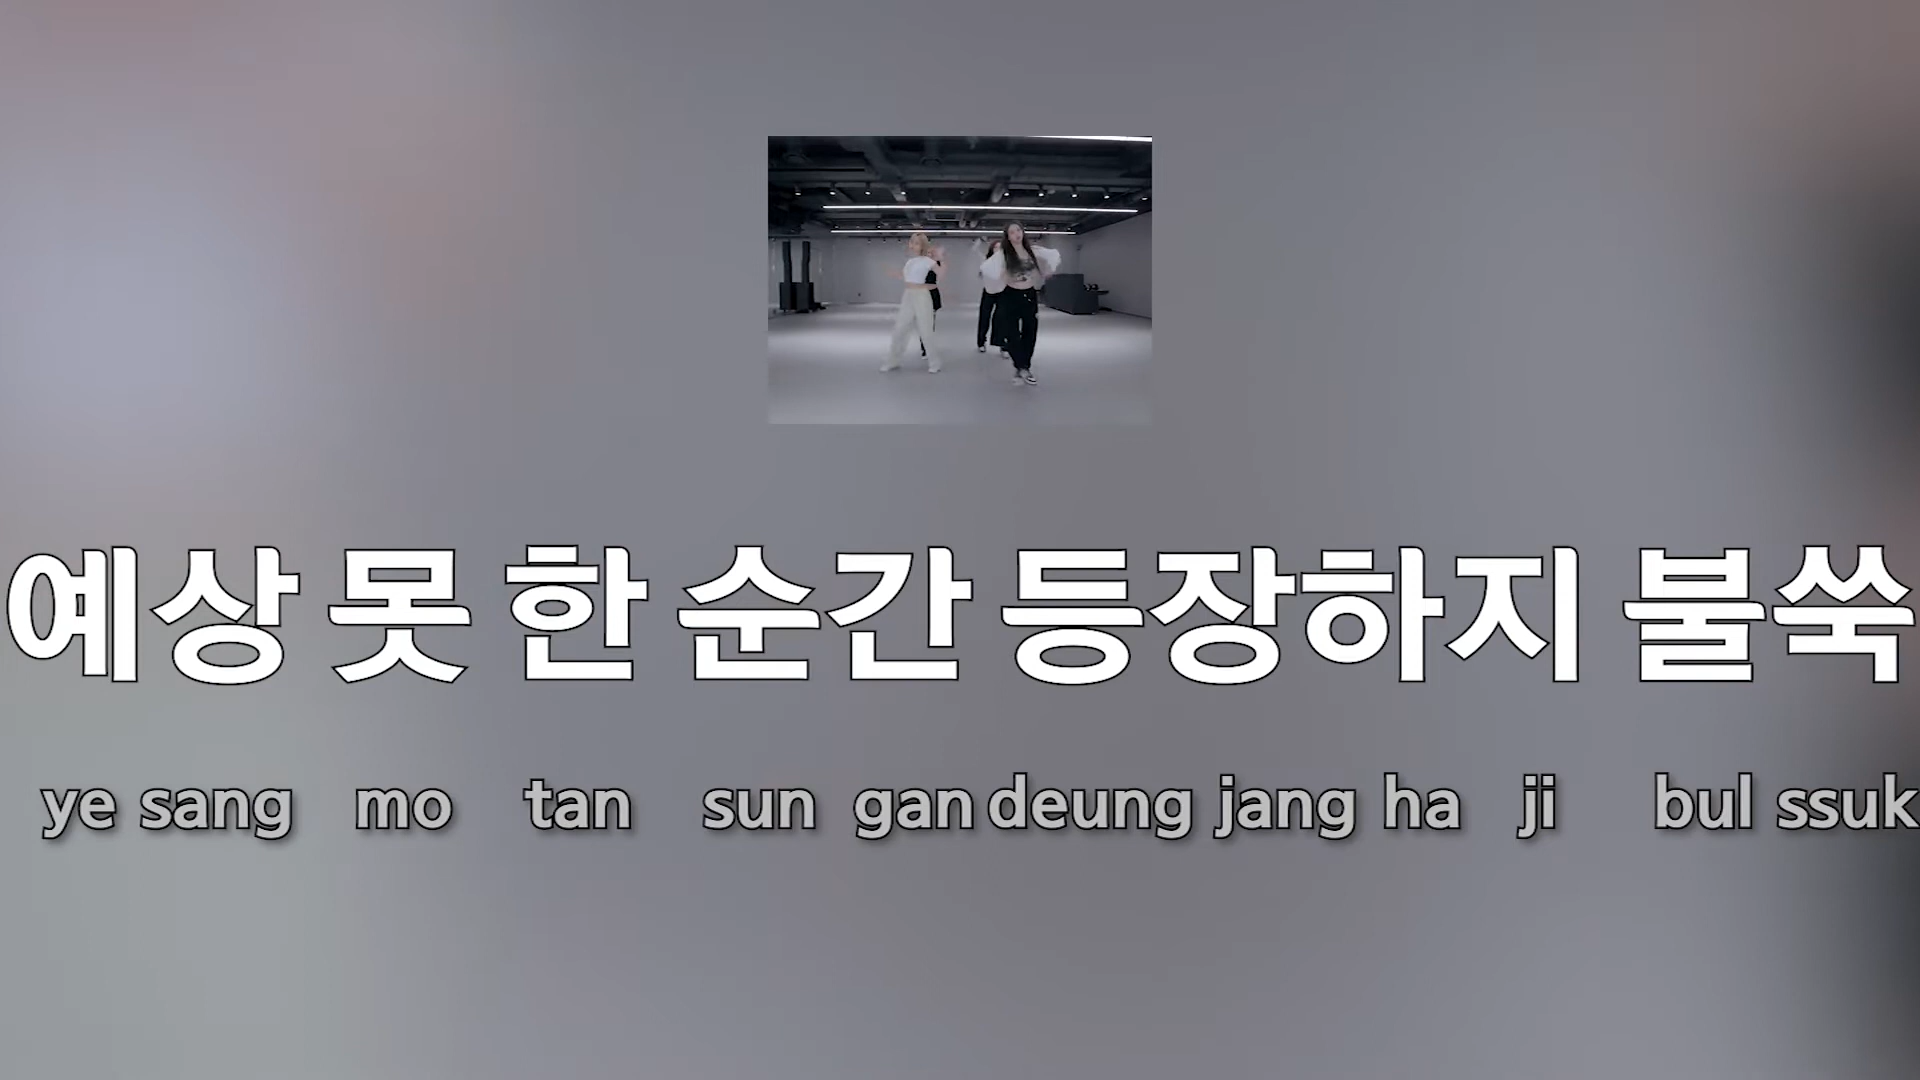 예상 못 한 순간 등장하지 불쑥
ye sang mo tan sun gan deung jang ha ji bul ssuk